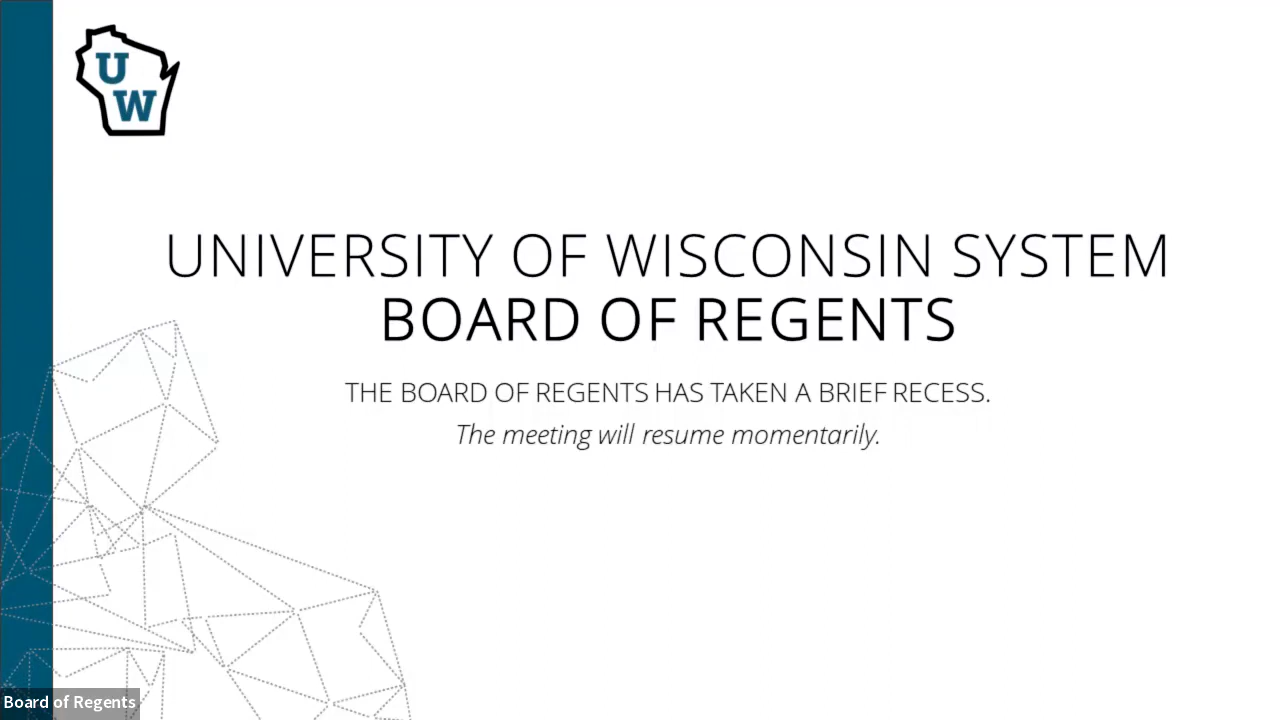 U
W
UNIVERSITY OF WISCONSIN SYSTEM
BOARD OF REGENTS
THE BOARD OF REGENTS HAS TAKEN A BRIEF RECESS.
The meeting will resume momentarily.
Board of Regents